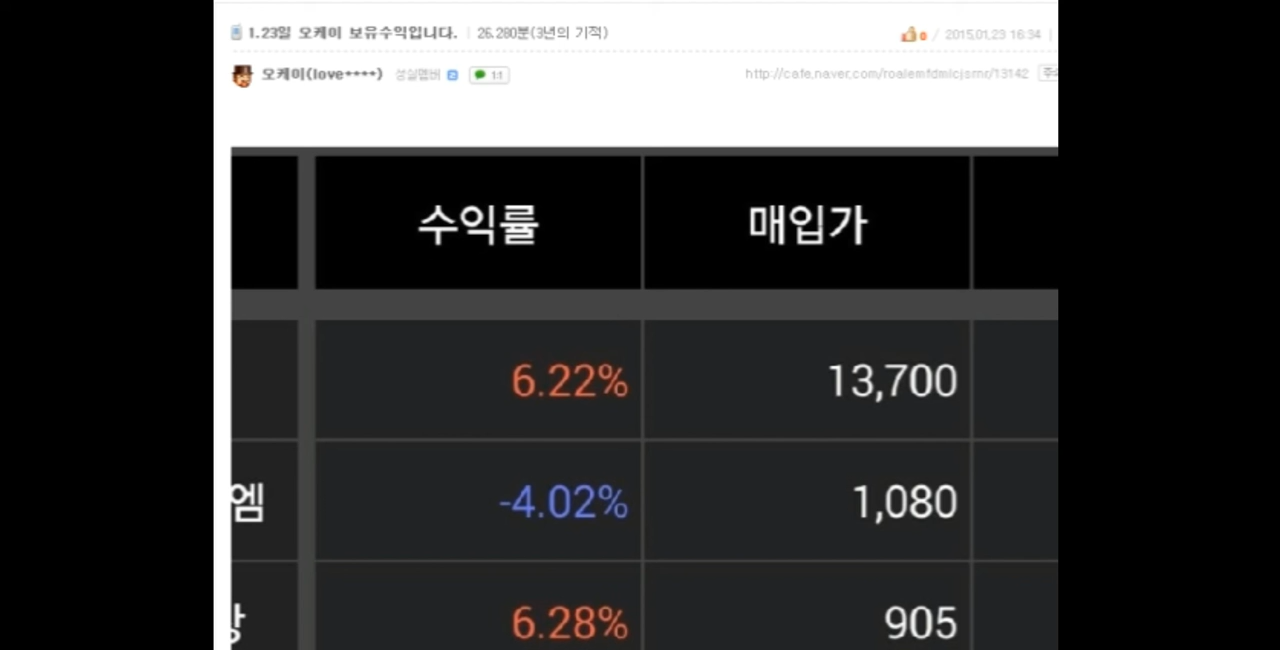 1.23일 오케이 보유수익입니다. | 26.280분(3년의 기적)
0 / 2015.01.23 16:34 |
오케이(love****) 성실멤버 11
http://cafe.naver.com/roalemfdmlcjsrnr/13142
수익률 매입가
6.22% 13,700
엠 -4.02% 1,080
6.28% 905